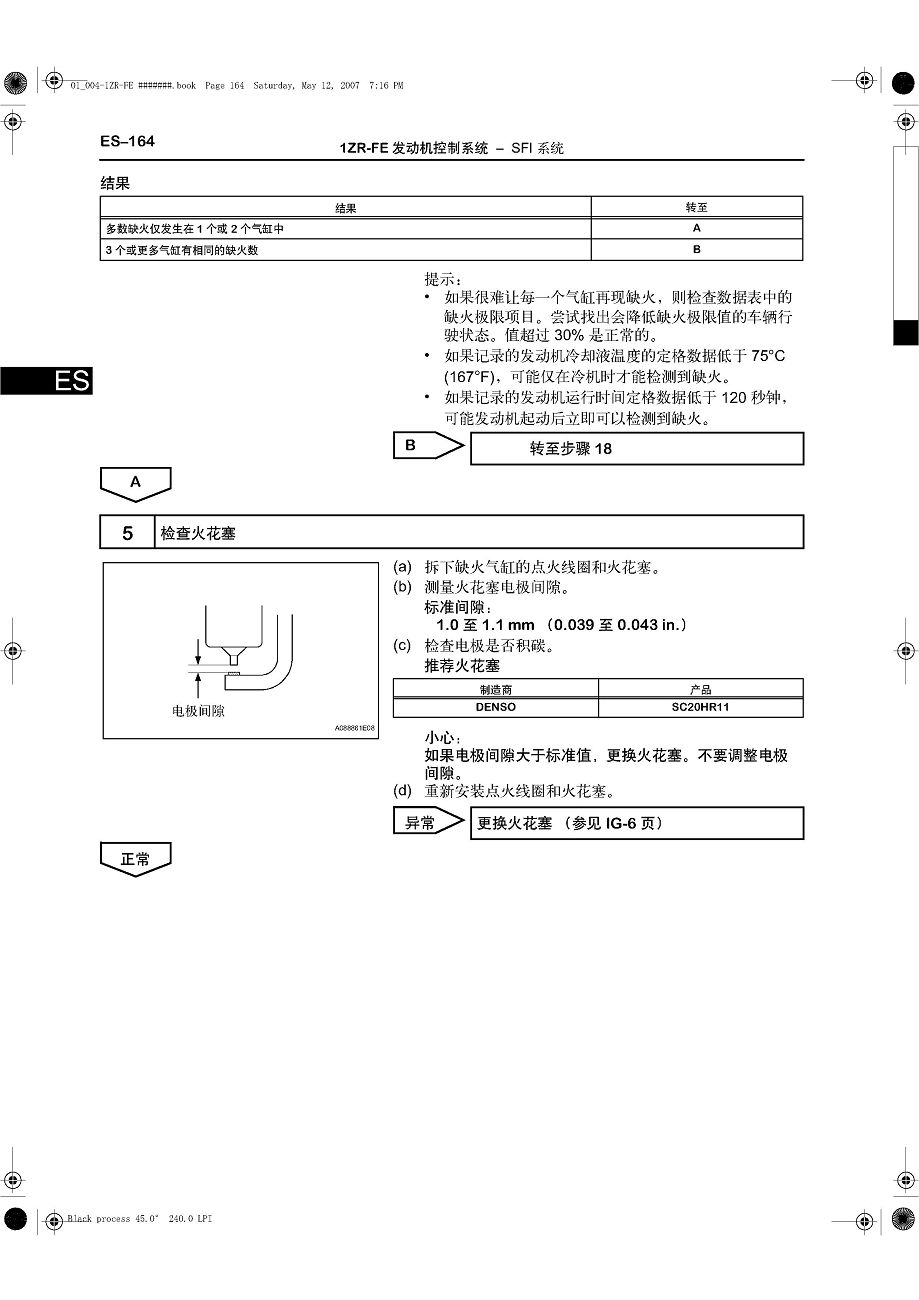 01_004-1ZR-FE #######.book Page 164 Saturday, May 12, 2007 7:16 PM
ES–164
1ZR-FE 发动机控制系统 – SFI 系统
结果
结果 转至
多数缺火仅发生在 1 个或 2 个气缸中 A
3 个或更多气缸有相同的缺火数 B
提示：
• 如果很难让每一个气缸再现缺火，则检查数据表中的
缺火极限项目。尝试找出会降低缺火极限值的车辆行
驶状态。值超过 30% 是正常的。
• 如果记录的发动机冷却液温度的定格数据低于 75°C
(167°F)，可能仅在冷机时才能检测到缺火。
• 如果记录的发动机运行时间定格数据低于 120 秒钟，
可能发动机起动后立即可以检测到缺火。
ES
B 转至步骤 18
A
5 检查火花塞
(a) 拆下缺火气缸的点火线圈和火花塞。
(b) 测量火花塞电极间隙。
标准间隙：
1.0 至 1.1 mm （0.039 至 0.043 in.）
(c) 检查电极是否积碳。
推荐火花塞
制造商 产品
DENSO SC20HR11
电极间隙
A088861E08
小心：
如果电极间隙大于标准值，更换火花塞。不要调整电极
间隙。
(d) 重新安装点火线圈和火花塞。
异常 更换火花塞 （参见 IG-6 页）
正常
Black process 45.0° 240.0 LPI